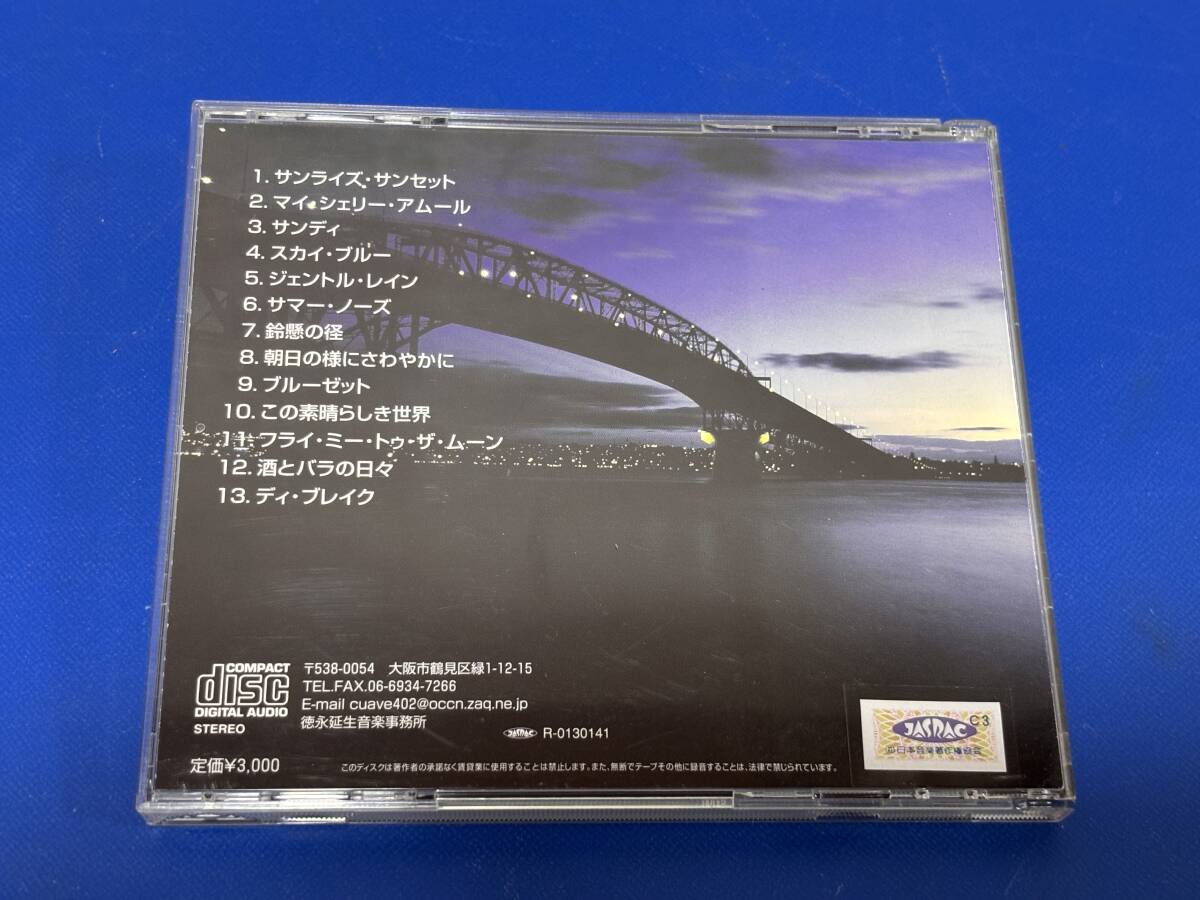 1. サンライズ・サンセット
2. マイ・シェリー・アムール
3. サンディ
4. スカイ・ブルー
5. ジェントル・レイン
6. サマー・ノーズ
7. 鈴懸の径
8. 朝日の様にさわやかに
9. ブルーゼット
10. この素晴らしき世界
11. フライ・ミー・トゥ・ザ・ムーン
12. 酒とバラの日々
13. ディ・ブレイク
COMPACT
disc
DIGITAL AUDIO
STEREO
〒538-0054 大阪市鶴見区緑1-12-15
TEL.FAX.06-6934-7266
E-mail cuave402@occn.zaq.ne.jp
徳永延生音楽事務所
JASRAC R-0130141
定価¥3,000
このディスクは著作者の承諾なく賃貸業に使用することは禁止します。また、無断でテープその他に録音することは、法律で禁じられています。
C3
JASRAC